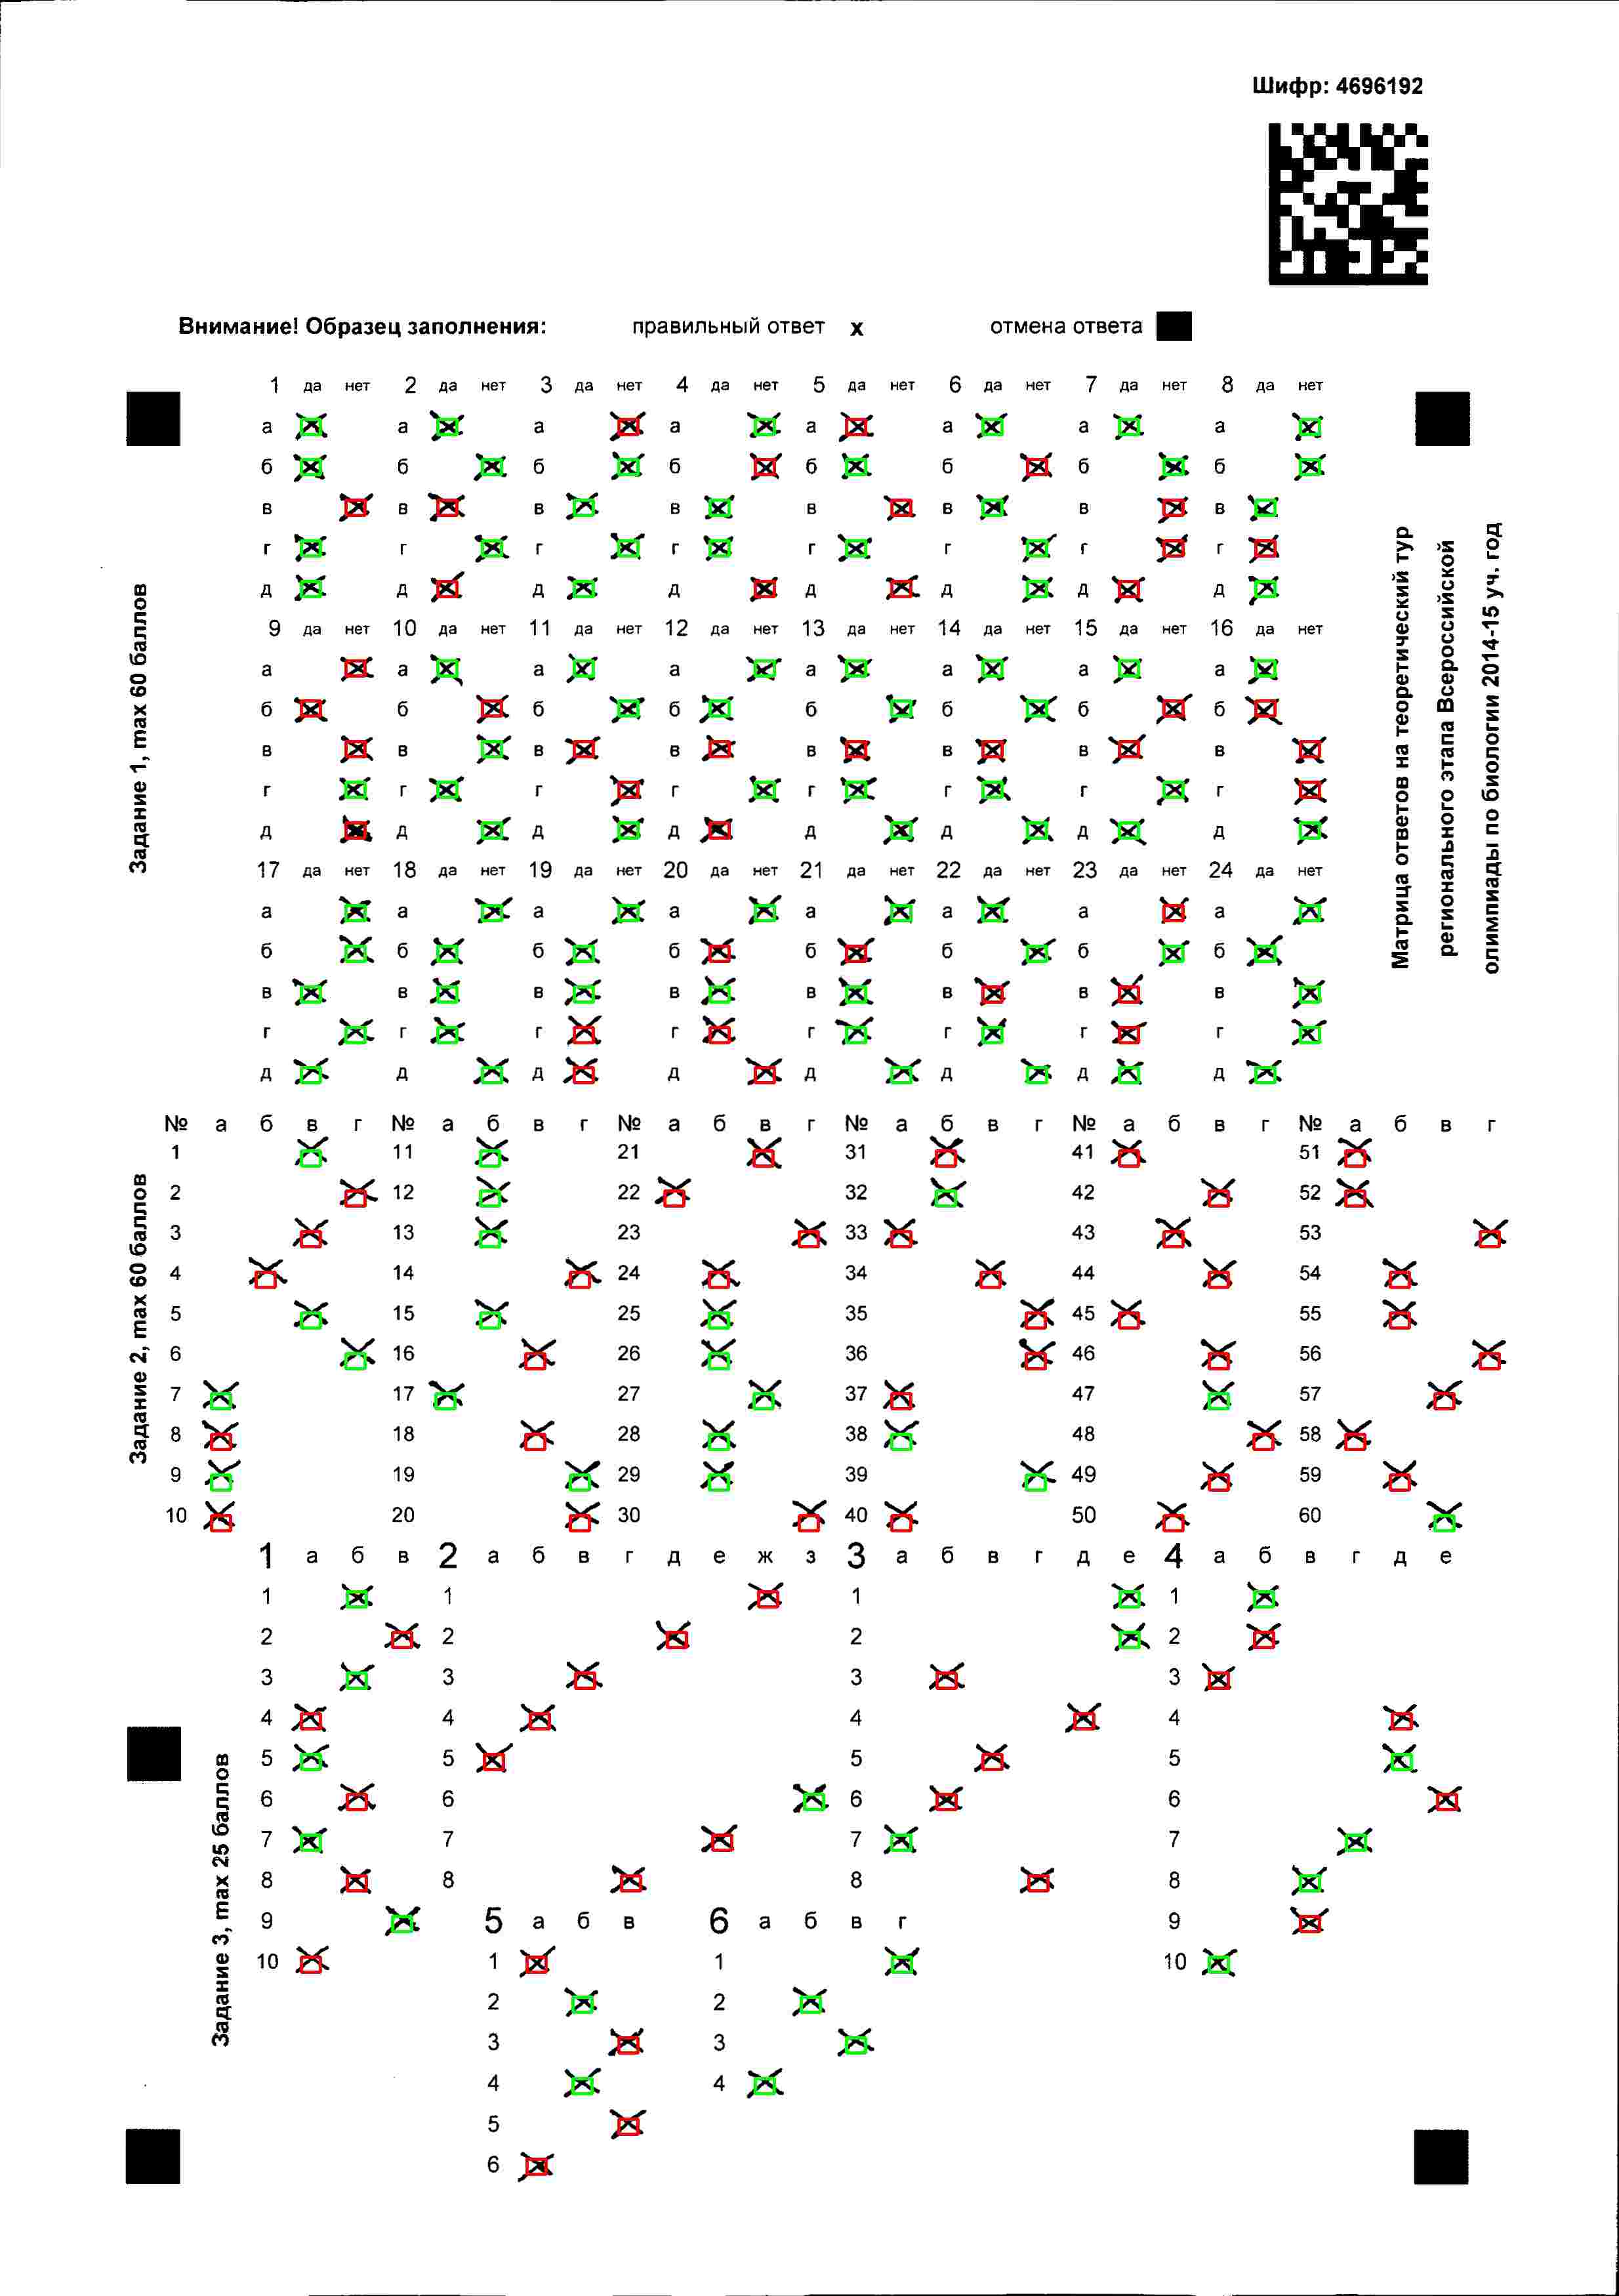 Шифр: 4696192
Внимание! Образец заполнения: правильный ответ x отмена ответа
1 да нет 2 да нет 3 да нет 4 да нет 5 да нет 6 да нет 7 да нет 8 да нет
а а а а а а а а
б б б б б б б б
в в в в в в в в
г г г г г г г г
д д д д д д д д
9 да нет 10 да нет 11 да нет 12 да нет 13 да нет 14 да нет 15 да нет 16 да нет
а а а а а а а а
б б б б б б б б
в в в в в в в в
г г г г г г г г
д д д д д д д д
17 да нет 18 да нет 19 да нет 20 да нет 21 да нет 22 да нет 23 да нет 24 да нет
а а а а а а а а
б б б б б б б б
в в в в в в в в
г г г г г г г г
д д д д д д д д
Задание 1, max 60 баллов
Матрица ответов на теоретический тур
регионального этапа Всероссийской
олимпиады по биологии 2014-15 уч. год
№ а б в г № а б в г № а б в г № а б в г № а б в г № а б в г
1 11 21 31 41 51
2 12 22 32 42 52
3 13 23 33 43 53
4 14 24 34 44 54
5 15 25 35 45 55
6 16 26 36 46 56
7 17 27 37 47 57
8 18 28 38 48 58
9 19 29 39 49 59
10 20 30 40 50 60
Задание 2, max 60 баллов
1 а б в 2 а б в г д е ж з 3 а б в г д е 4 а б в г д е
1 1 1 1
2 2 2 2
3 3 3 3
4 4 4 4
5 5 5 5
6 6 6 6
7 7 7 7
8 8 8 8
9 5 а б в 6 а б в г 9
10 1 1 10
2 2
3 3
4 4
5
6
Задание 3, max 25 баллов